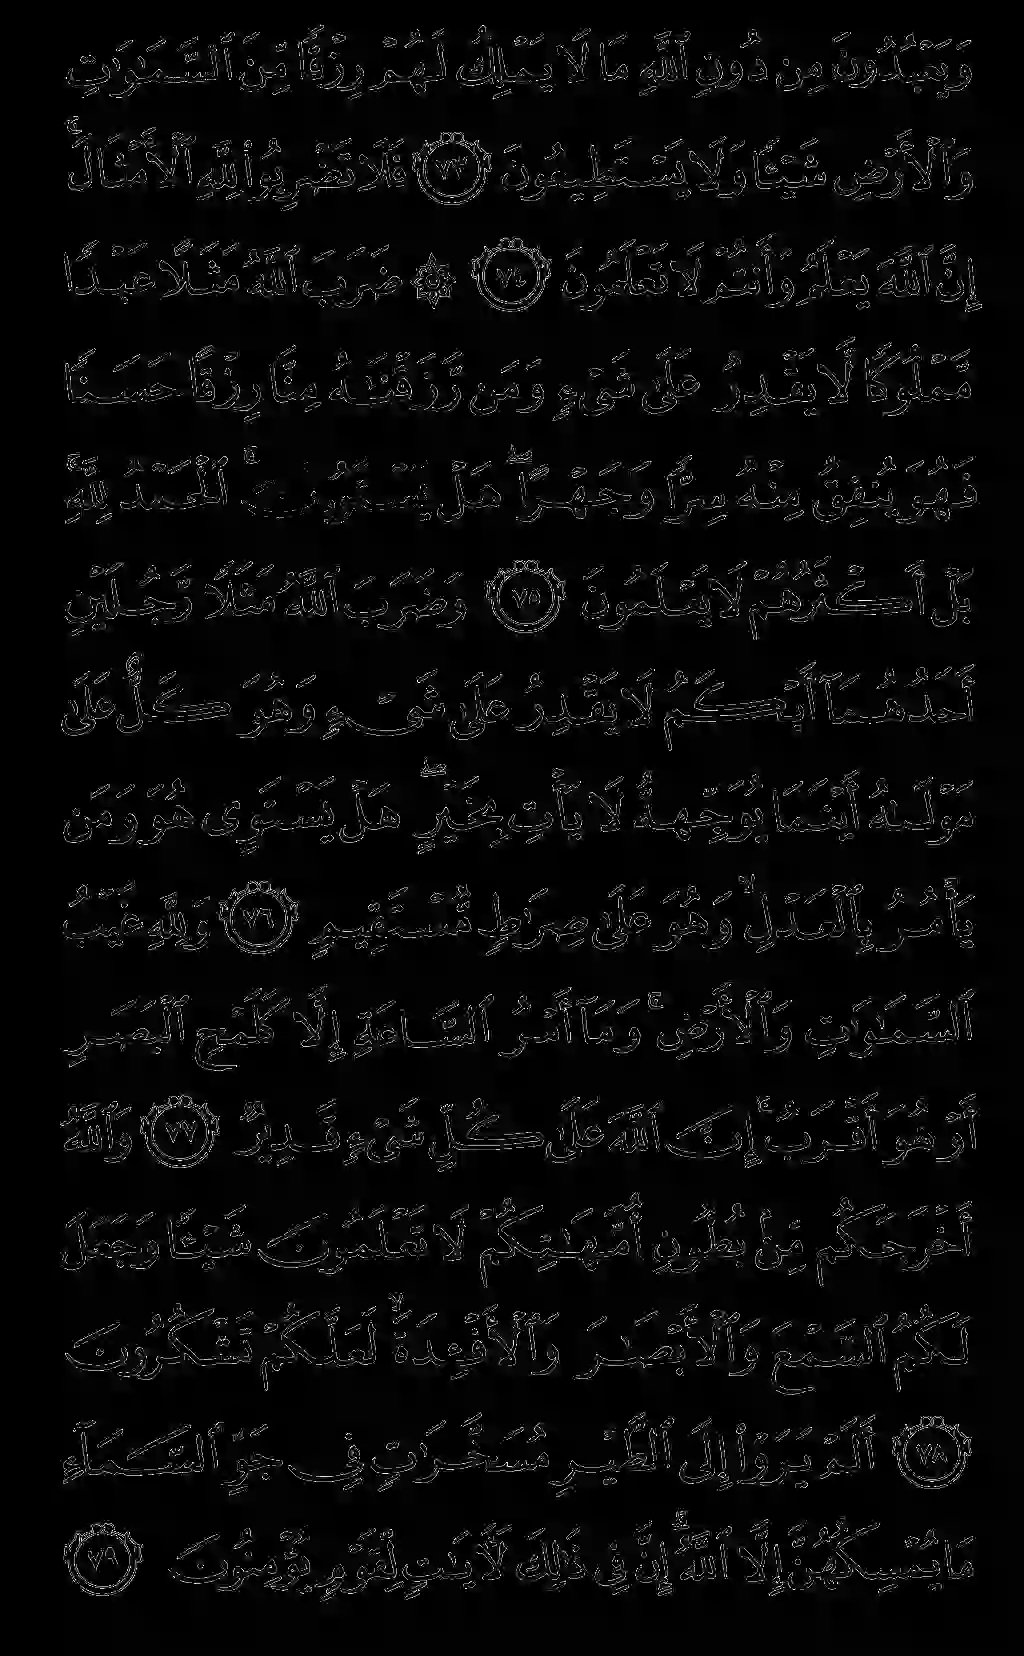 وَيَعْبُدُونَ مِن دُونِ ٱللَّهِ مَا لَا يَمْلِكُ لَهُمْ رِزْقًا مِّنَ ٱلسَّمَٰوَٰتِ
وَٱلْأَرْضِ شَيْـًٔا وَلَا يَسْتَطِيعُونَ ٧٣ فَلَا تَضْرِبُوا۟ لِلَّهِ ٱلْأَمْثَالَ ۚ
إِنَّ ٱللَّهَ يَعْلَمُ وَأَنتُمْ لَا تَعْلَمُونَ ٧٤ ۞ ضَرَبَ ٱللَّهُ مَثَلًا عَبْدًا
مَّمْلُوكًا لَّا يَقْدِرُ عَلَىٰ شَىْءٍ وَمَن رَّزَقْنَٰهُ مِنَّا رِزْقًا حَسَنًا
فَهُوَ يُنفِقُ مِنْهُ سِرًّا وَجَهْرًا ۖ هَلْ يَسْتَوُۥنَ ۚ ٱلْحَمْدُ لِلَّهِ ۚ
بَلْ أَكْثَرُهُمْ لَا يَعْلَمُونَ ٧٥ وَضَرَبَ ٱللَّهُ مَثَلًا رَّجُلَيْنِ
أَحَدُهُمَآ أَبْكَمُ لَا يَقْدِرُ عَلَىٰ شَىْءٍ وَهُوَ كَلٌّ عَلَىٰ
مَوْلَىٰهُ أَيْنَمَا يُوَجِّههُّ لَا يَأْتِ بِخَيْرٍ ۖ هَلْ يَسْتَوِى هُوَ وَمَن
يَأْمُرُ بِٱلْعَدْلِ ۙ وَهُوَ عَلَىٰ صِرَٰطٍ مُّسْتَقِيمٍ ٧٦ وَلِلَّهِ غَيْبُ
ٱلسَّمَٰوَٰتِ وَٱلْأَرْضِ ۚ وَمَآ أَمْرُ ٱلسَّاعَةِ إِلَّا كَلَمْحِ ٱلْبَصَرِ
أَوْ هُوَ أَقْرَبُ ۚ إِنَّ ٱللَّهَ عَلَىٰ كُلِّ شَىْءٍ قَدِيرٌ ٧٧ وَٱللَّهُ
أَخْرَجَكُم مِّنۢ بُطُونِ أُمَّهَٰتِكُمْ لَا تَعْلَمُونَ شَيْـًٔا وَجَعَلَ
لَكُمُ ٱلسَّمْعَ وَٱلْأَبْصَٰرَ وَٱلْأَفْـِٔدَةَ ۙ لَعَلَّكُمْ تَشْكُرُونَ
٧٨ أَلَمْ يَرَوْا۟ إِلَى ٱلطَّيْرِ مُسَخَّرَٰتٍ فِى جَوِّ ٱلسَّمَآءِ
مَا يُمْسِكُهُنَّ إِلَّا ٱللَّهُ ۗ إِنَّ فِى ذَٰلِكَ لَءَايَٰتٍ لِّقَوْمٍ يُؤْمِنُونَ ٧٩